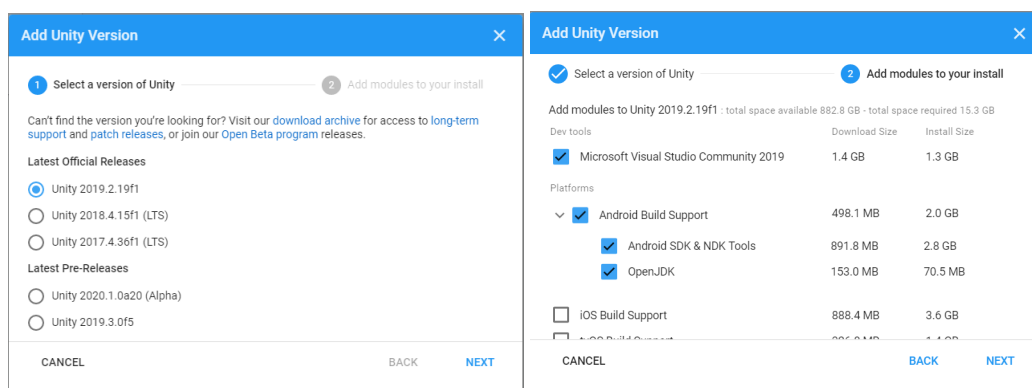 Add Unity Version
1 Select a version of Unity
2 Add modules to your install
Can't find the version you're looking for? Visit our download archive for access to long-term
support and patch releases, or join our Open Beta program releases.
Latest Official Releases
Unity 2019.2.19f1
Unity 2018.4.15f1 (LTS)
Unity 2017.4.36f1 (LTS)
Latest Pre-Releases
Unity 2020.1.0a20 (Alpha)
Unity 2019.3.0f5
CANCEL BACK NEXT
Add Unity Version
Select a version of Unity
2 Add modules to your install
Add modules to Unity 2019.2.19f1 : total space available 882.8 GB - total space required 15.3 GB
Dev tools Download Size Install Size
Microsoft Visual Studio Community 2019 1.4 GB 1.3 GB
Platforms
Android Build Support 498.1 MB 2.0 GB
Android SDK & NDK Tools 891.8 MB 2.8 GB
OpenJDK 153.0 MB 70.5 MB
iOS Build Support 888.4 MB 3.6 GB
CANCEL BACK NEXT